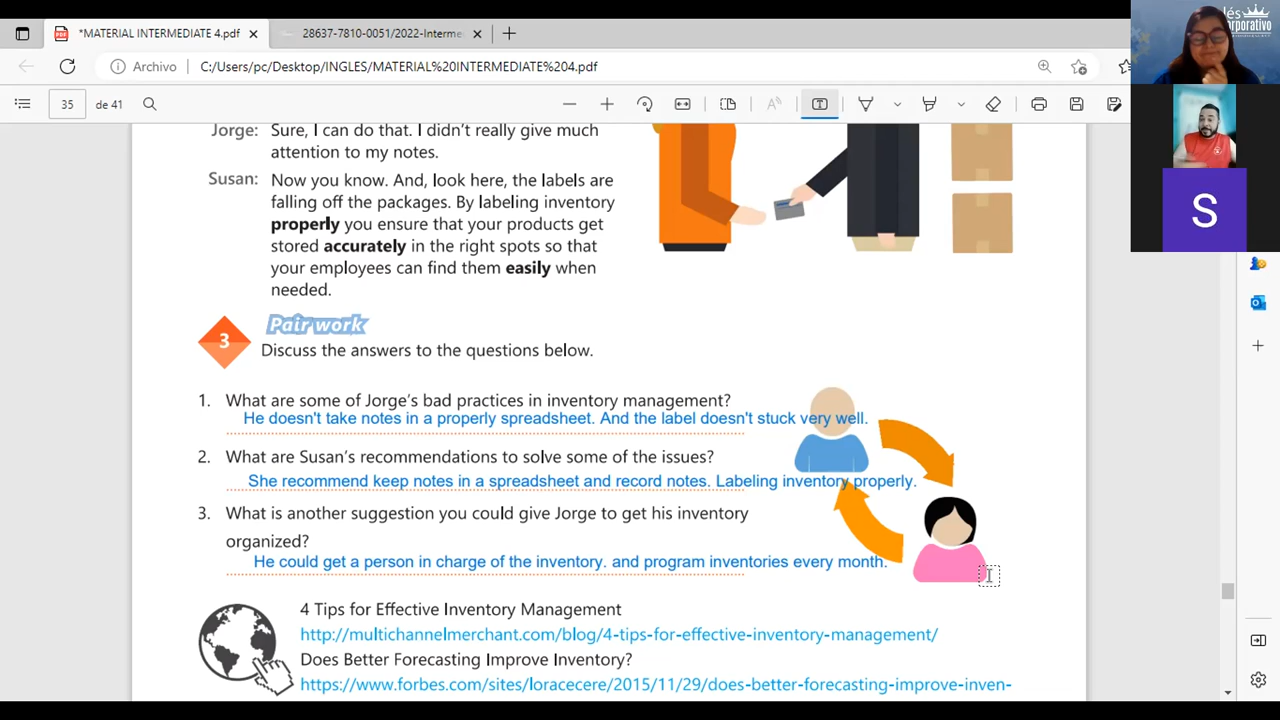 *MATERIAL INTERMEDIATE 4.pdf
28637-7810-0051/2022-Interme
Archivo
C:/Users/pc/Desktop/INGLES/MATERIAL%20INTERMEDIATE%204.pdf
35
de 41
Jorge:
Sure, I can do that. I didn't really give much
attention to my notes.
Susan:
Now you know. And, look here, the labels are
falling off the packages. By labeling inventory
properly you ensure that your products get
stored accurately in the right spots so that
your employees can find them easily when
needed.
3
Pair work
Discuss the answers to the questions below.
1. What are some of Jorge's bad practices in inventory management?
He doesn't take notes in a properly spreadsheet. And the label doesn't stuck very well.
2. What are Susan's recommendations to solve some of the issues?
She recommend keep notes in a spreadsheet and record notes. Labeling inventory properly.
3. What is another suggestion you could give Jorge to get his inventory
organized?
He could get a person in charge of the inventory. and program inventories every month.
4 Tips for Effective Inventory Management
http://multichannelmerchant.com/blog/4-tips-for-effective-inventory-management/
Does Better Forecasting Improve Inventory?
https://www.forbes.com/sites/loracecere/2015/11/29/does-better-forecasting-improve-inven-
S